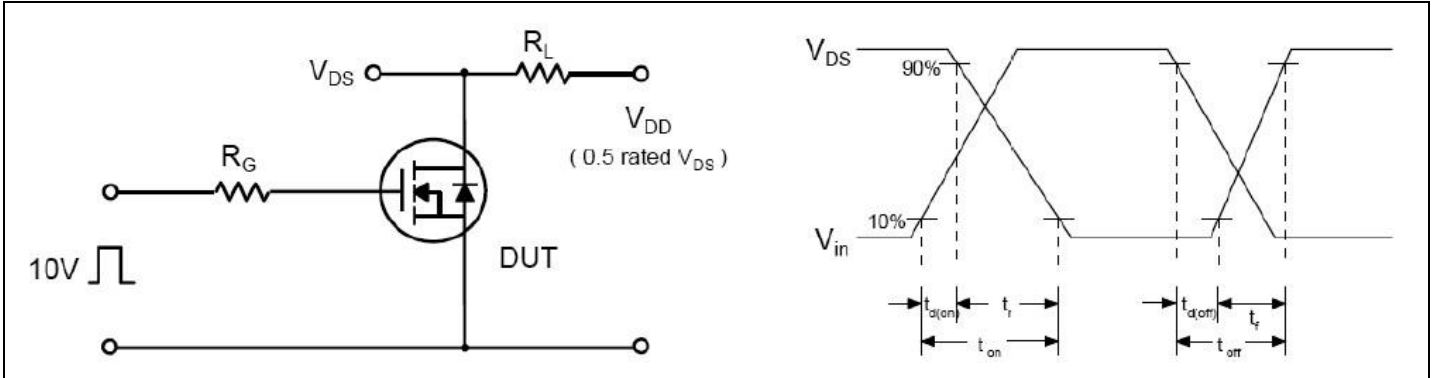 R_L
V_DS
V_DD
( 0.5 rated V_DS )
R_G
10V
DUT
V_DS
90%
10%
V_in
t_d(on)
t_r
t_on
t_d(off)
t_f
t_off